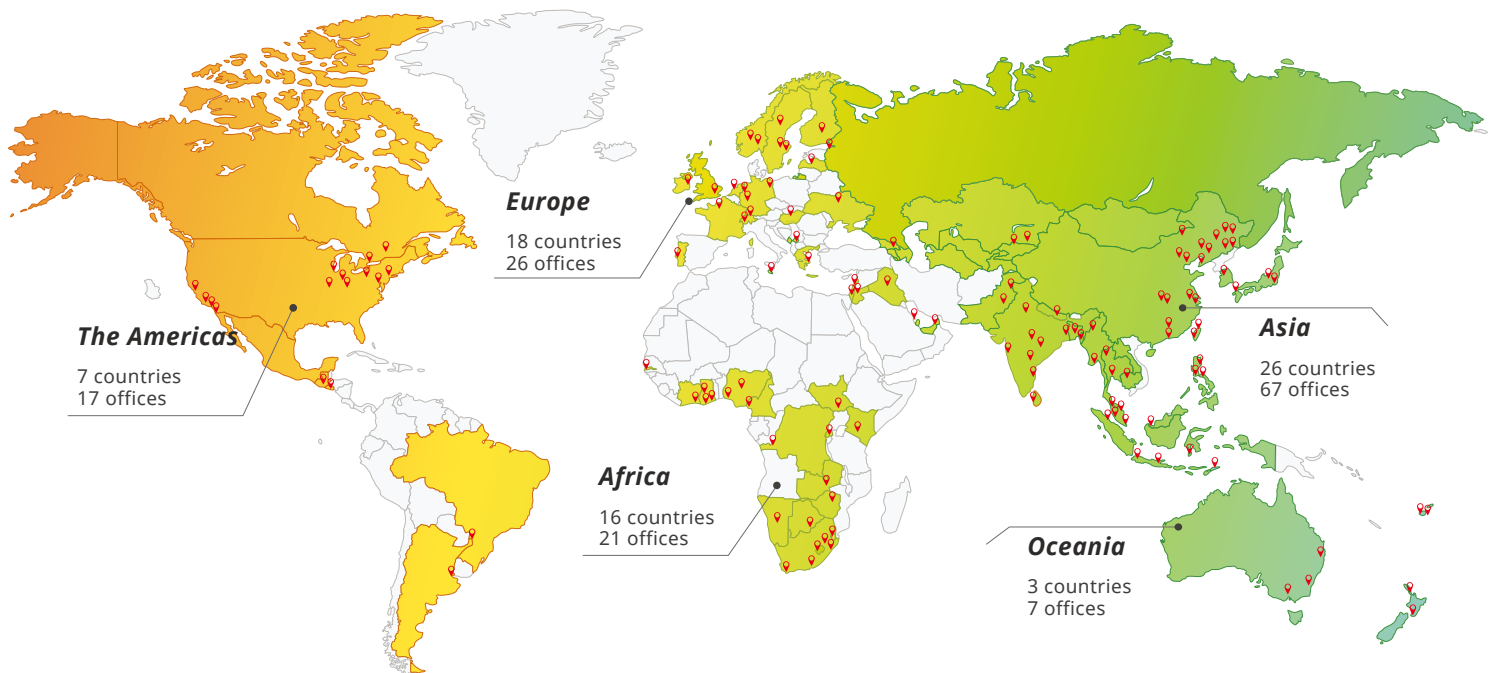 Europe
18 countries
26 offices
The Americas
7 countries
17 offices
Asia
26 countries
67 offices
Africa
16 countries
21 offices
Oceania
3 countries
7 offices